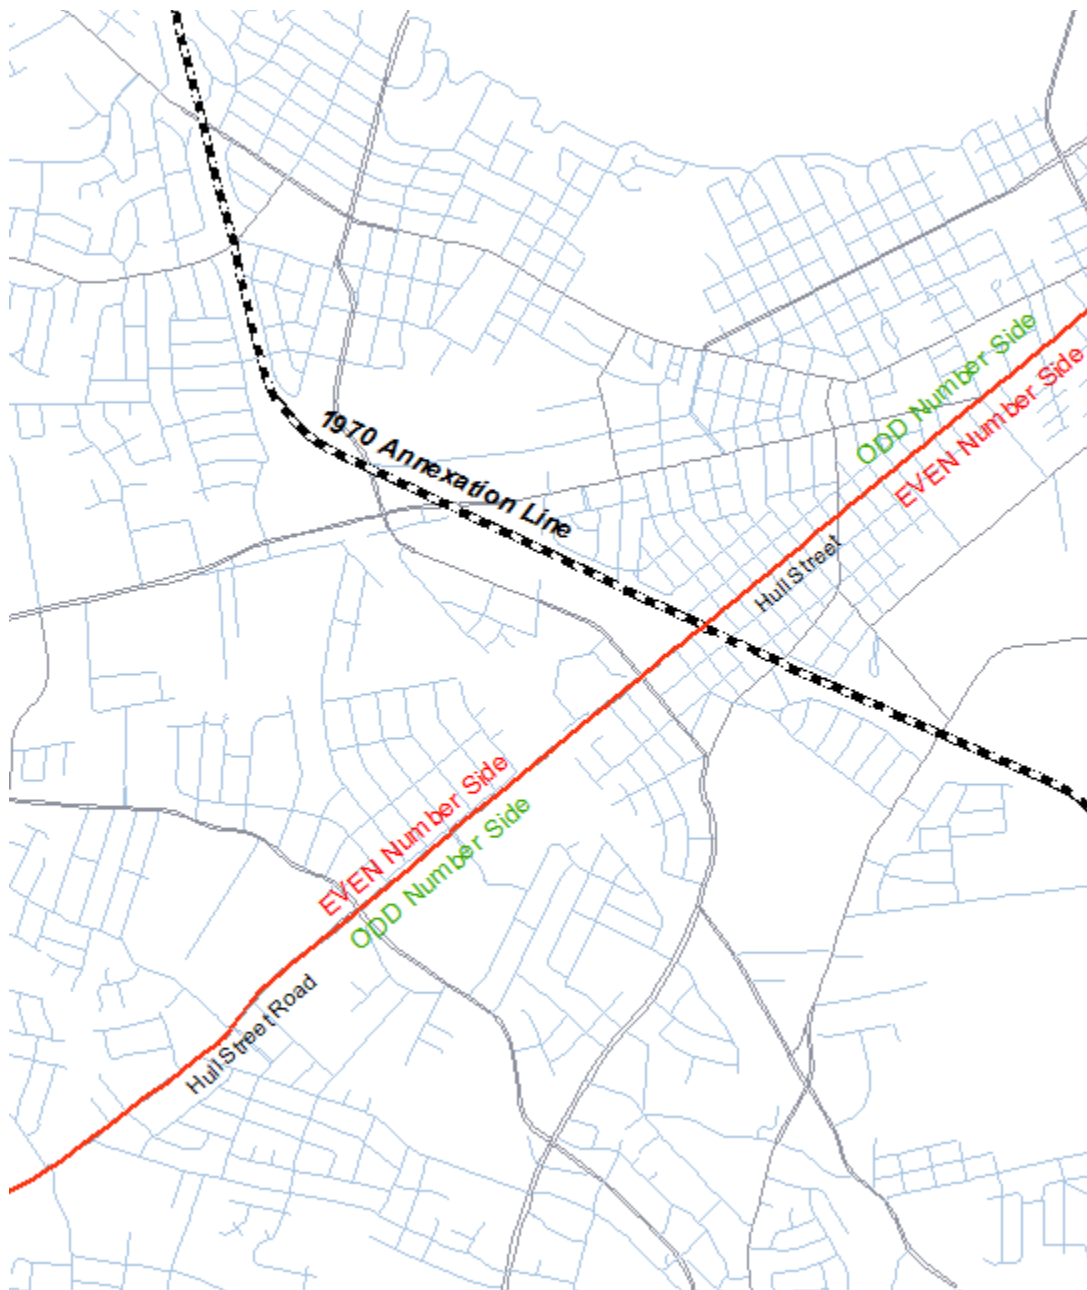 ODD Number Side
EVEN Number Side
1970 Annexation Line
Hull Street
EVEN Number Side
ODD Number Side
Hull Street Road